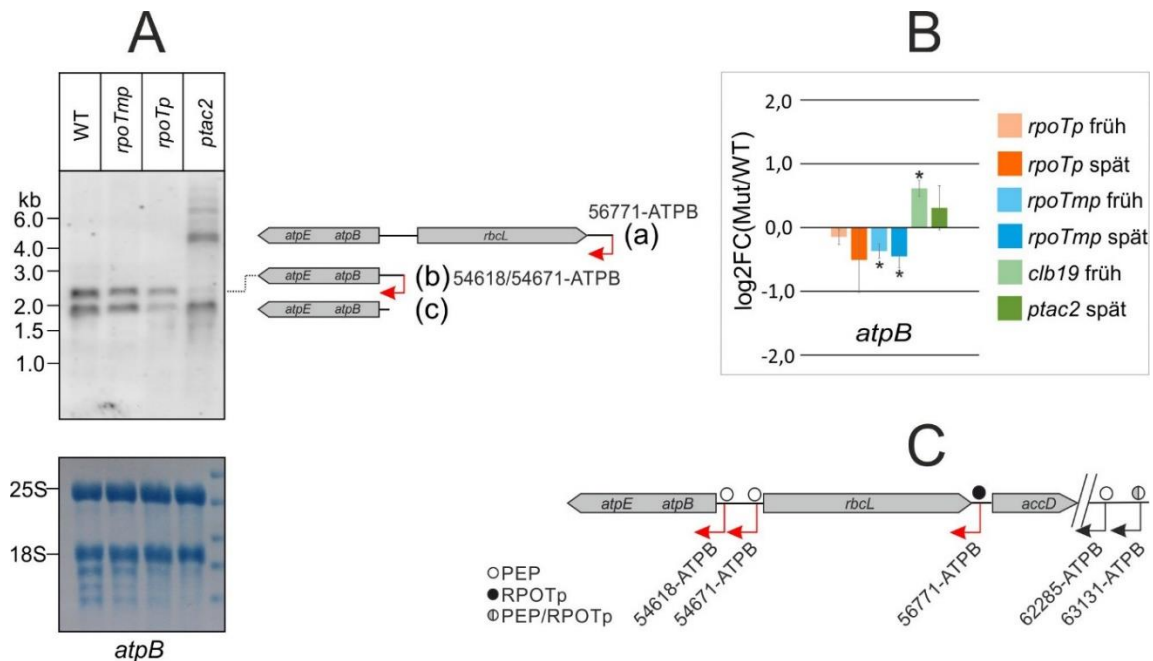 A
WT
rpoTmp
rpoTp
ptac2
kb
6.0
4.0
3.0
2.0
1.5
1.0
25S
18S
atpB
atpE atpB rbcL
56771-ATPB
(a)
atpE atpB
(b) 54618/54671-ATPB
atpE atpB
(c)
B
log2FC(Mut/WT)
2,0
1,0
0,0
-1,0
-2,0
*
*
*
atpB
rpoTp früh
rpoTp spät
rpoTmp früh
rpoTmp spät
clb19 früh
ptac2 spät
C
atpE atpB rbcL accD
54618-ATPB
54671-ATPB
56771-ATPB
62285-ATPB
63131-ATPB
PEP
RPOTp
PEP/RPOTp